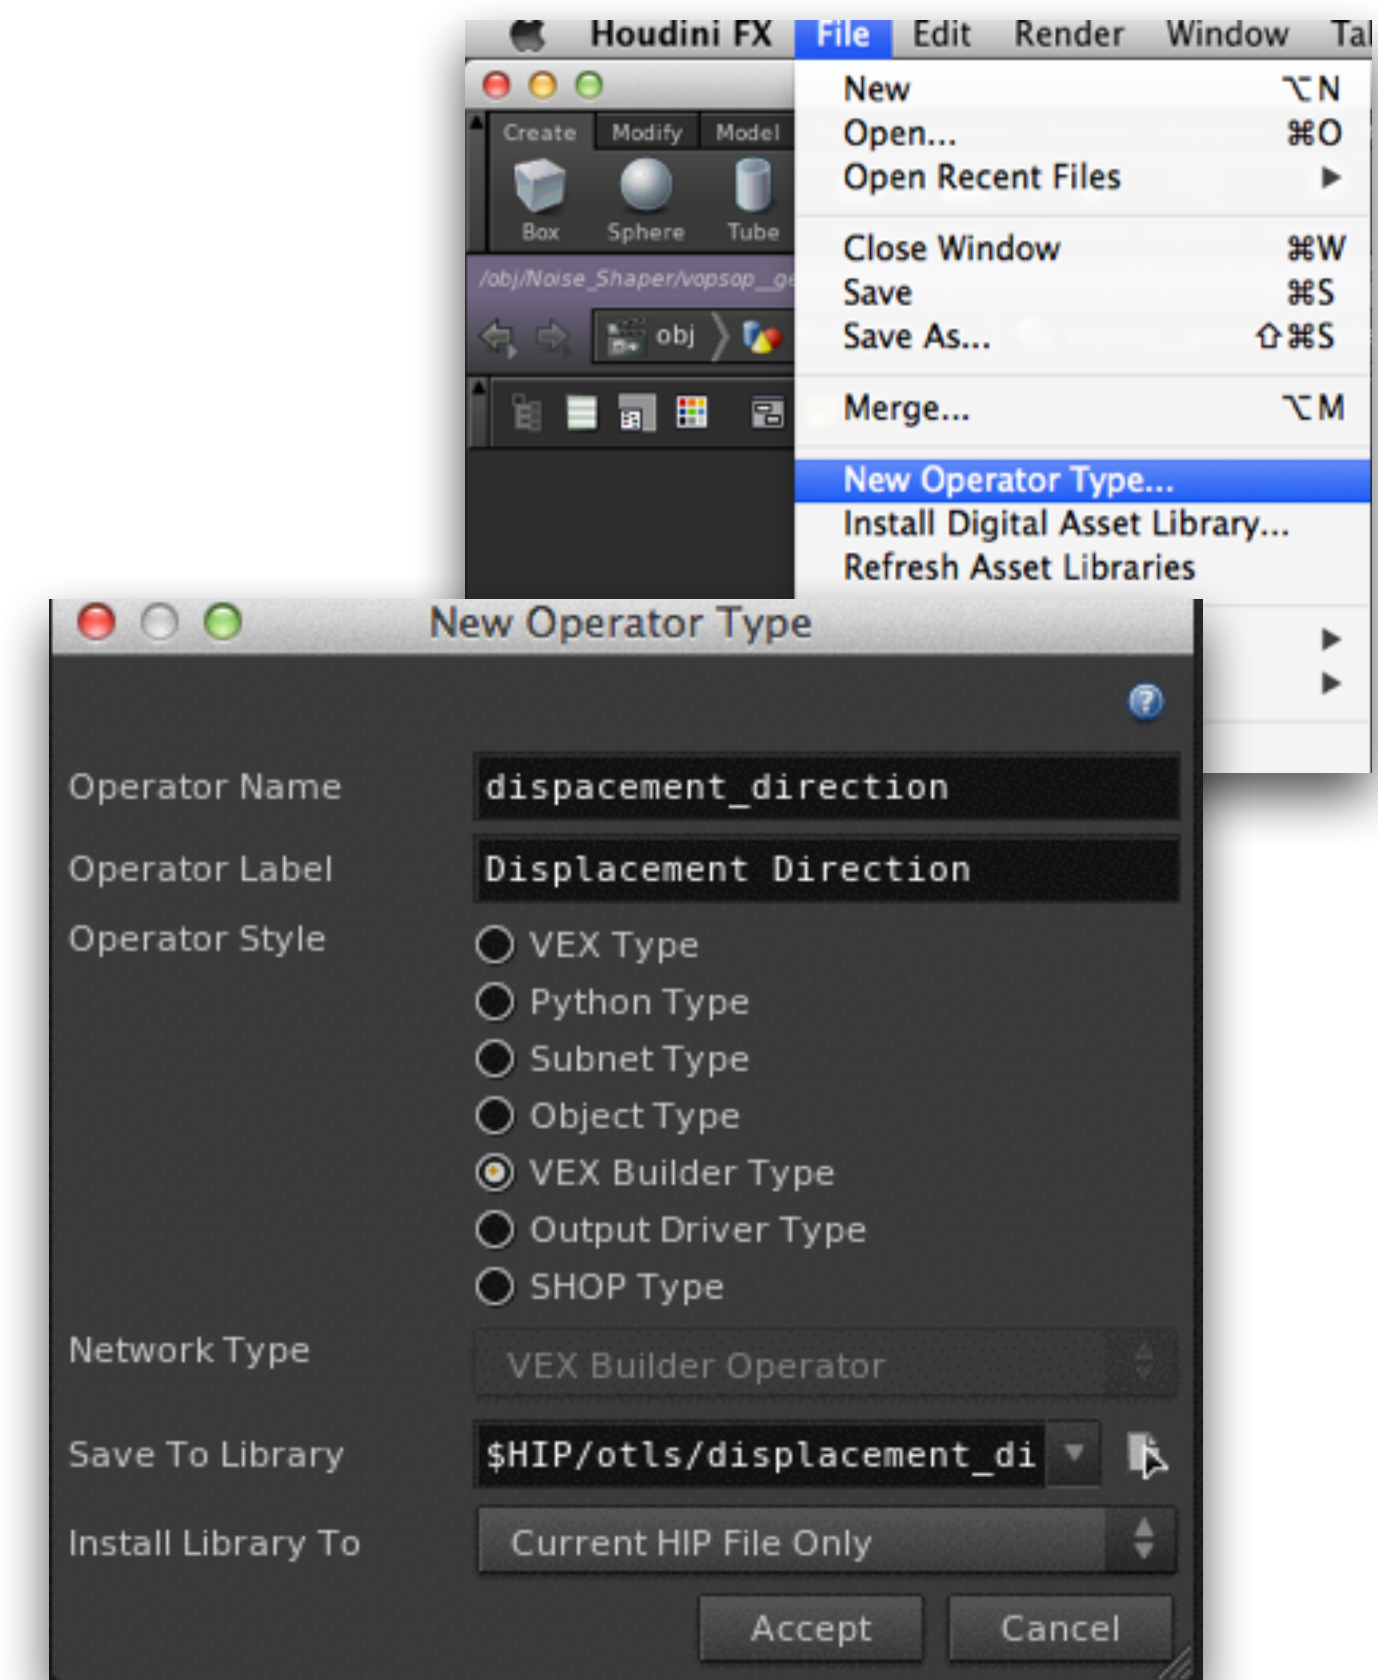 Houdini FX File Edit Render Window
New ⌥N
Open... ⌘O
Open Recent Files ▶
Close Window ⌘W
Save ⌘S
Save As... ⇧⌘S
Merge... ⌥M
New Operator Type...
Install Digital Asset Library...
Refresh Asset Libraries
Create Modify Model
Box Sphere Tube
/obj/Noise_Shaper/vopsop__ge
obj
New Operator Type
Operator Name dispacement_direction
Operator Label Displacement Direction
Operator Style VEX Type
Python Type
Subnet Type
Object Type
VEX Builder Type
Output Driver Type
SHOP Type
Network Type VEX Builder Operator
Save To Library $HIP/otls/displacement_di
Install Library To Current HIP File Only
Accept Cancel